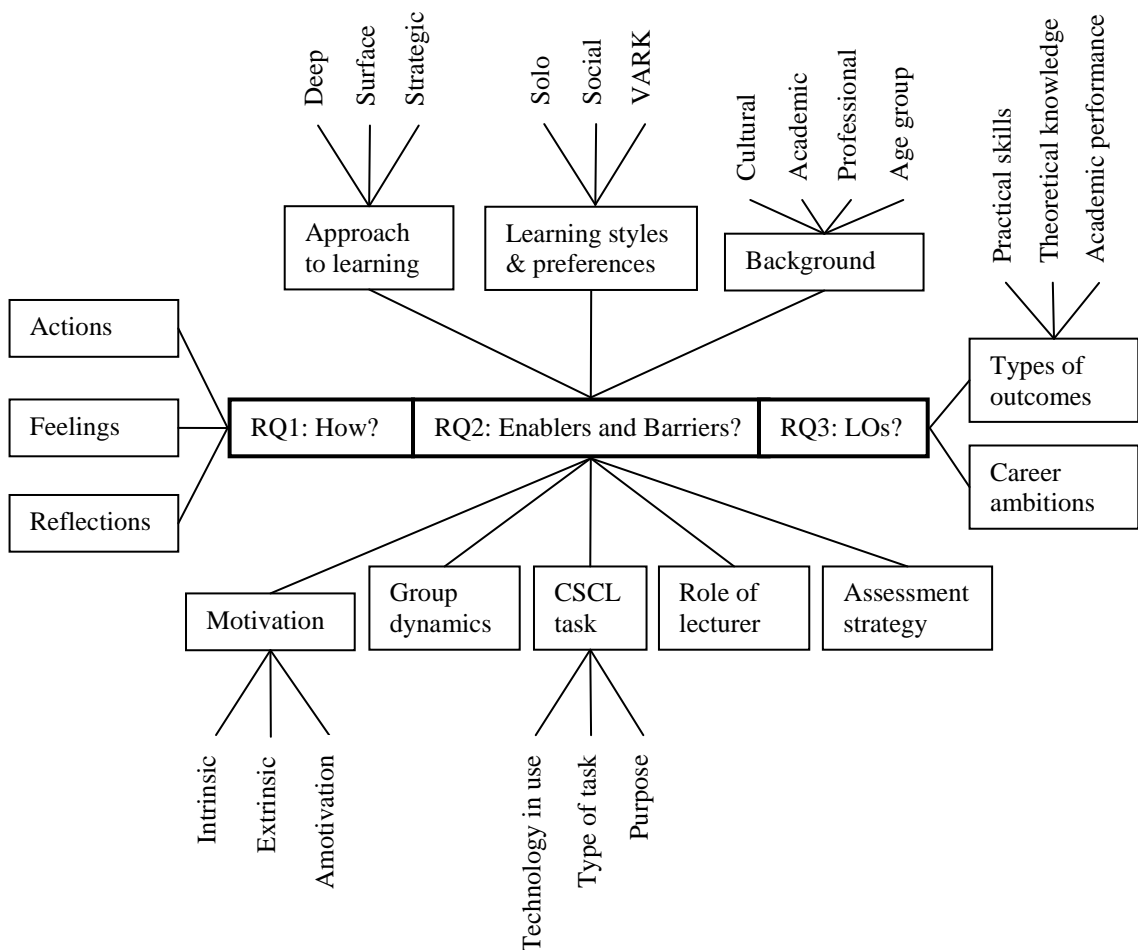 Deep
Surface
Strategic
Solo
Social
VARK
Cultural
Academic
Professional
Age group
Practical skills
Theoretical knowledge
Academic performance
Approach
to learning
Learning styles
& preferences
Background
Actions
Feelings
Reflections
RQ1: How?
RQ2: Enablers and Barriers?
RQ3: LOs?
Types of
outcomes
Career
ambitions
Motivation
Group
dynamics
CSCL
task
Role of
lecturer
Assessment
strategy
Intrinsic
Extrinsic
Amotivation
Technology in use
Type of task
Purpose